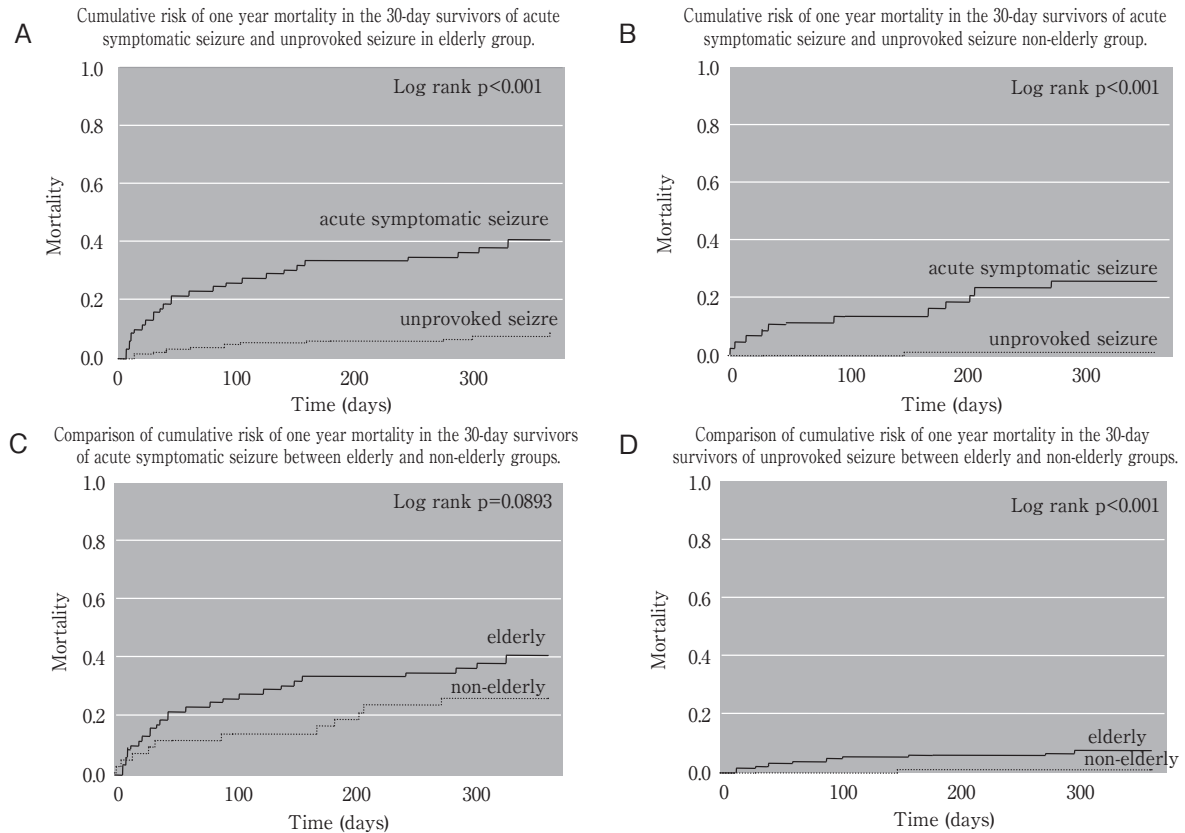 A
Cumulative risk of one year mortality in the 30-day survivors of acute
symptomatic seizure and unprovoked seizure in elderly group.
1.0
Log rank p<0.001
0.8
0.6
Mortality
acute symptomatic seizure
0.4
0.2
unprovoked seizre
0.0
0
100
200
300
Time (days)
B
Cumulative risk of one year mortality in the 30-day survivors of acute
symptomatic seizure and unprovoked seizure non-elderly group.
1.0
Log rank p<0.001
0.8
0.6
Mortality
0.4
acute symptomatic seizure
0.2
unprovoked seizure
0.0
0
100
200
300
Time (days)
C
Comparison of cumulative risk of one year mortality in the 30-day survivors
of acute symptomatic seizure between elderly and non-elderly groups.
1.0
Log rank p=0.0893
0.8
0.6
Mortality
elderly
0.4
non-elderly
0.2
0.0
0
100
200
300
Time (days)
D
Comparison of cumulative risk of one year mortality in the 30-day
survivors of unprovoked seizure between elderly and non-elderly groups.
1.0
Log rank p<0.001
0.8
0.6
Mortality
0.4
0.2
elderly
non-elderly
0.0
0
100
200
300
Time (days)